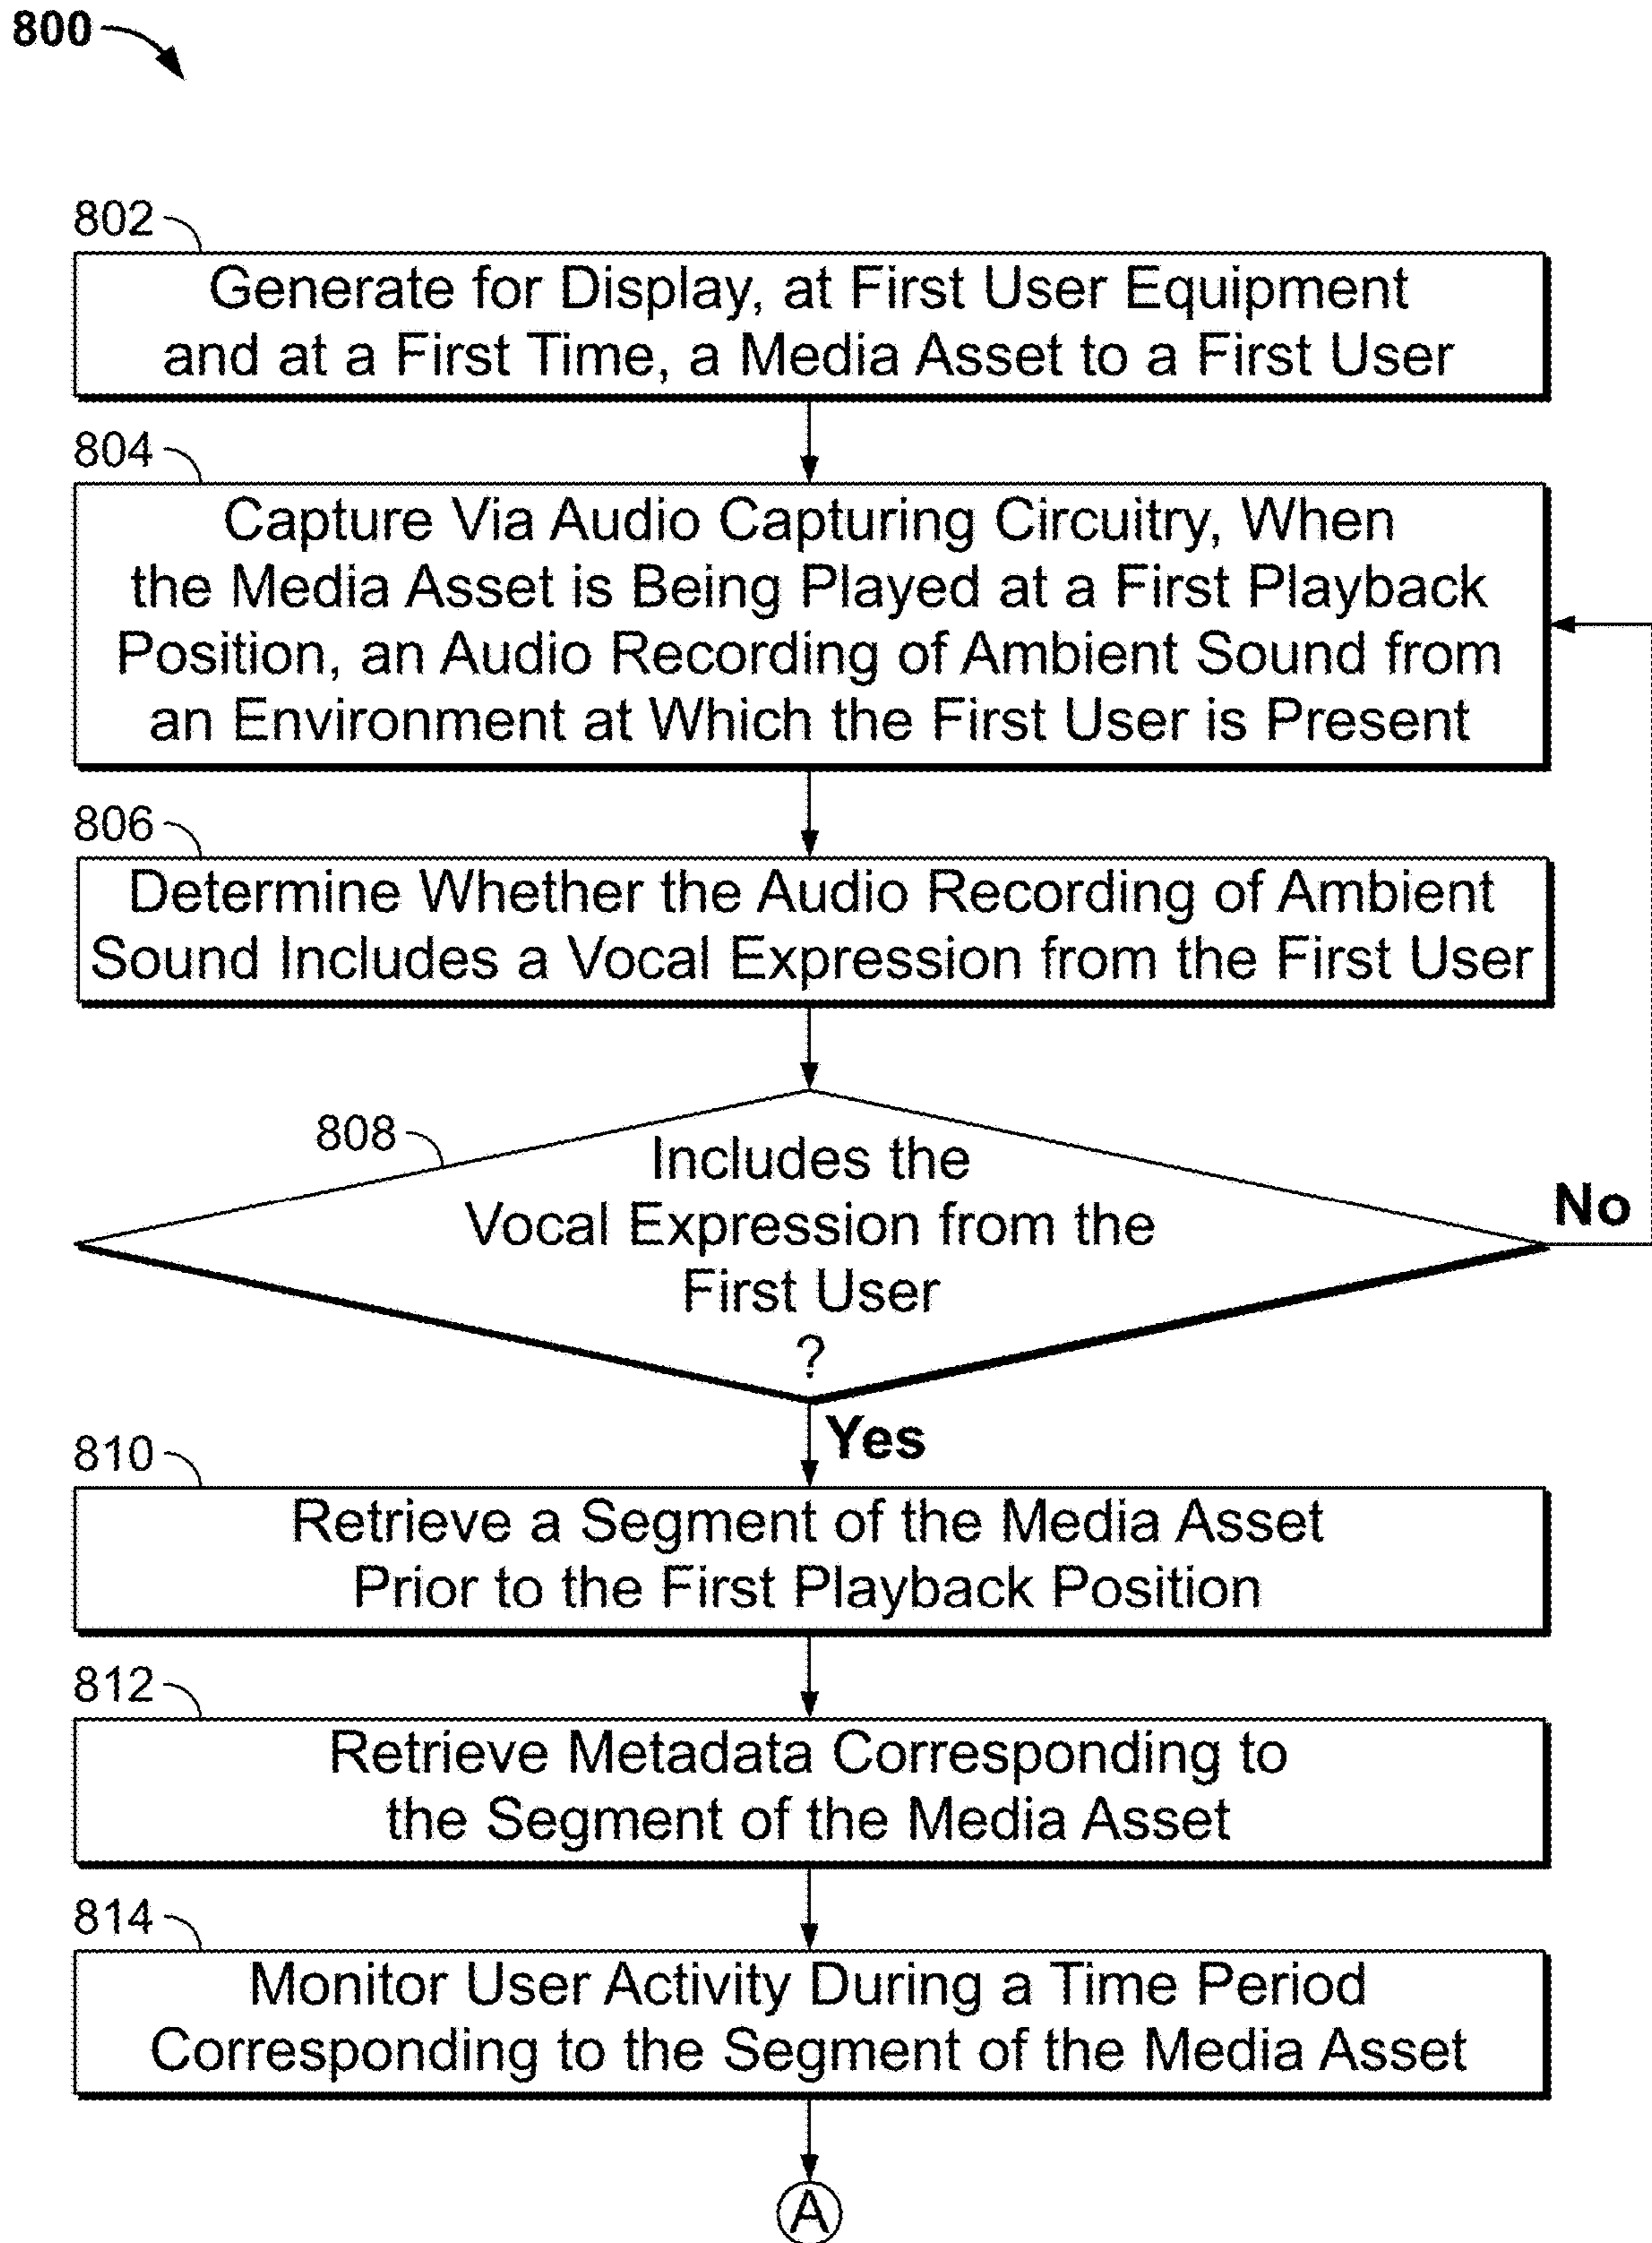 800
802
Generate for Display, at First User Equipment
and at a First Time, a Media Asset to a First User
804
Capture Via Audio Capturing Circuitry, When
the Media Asset is Being Played at a First Playback
Position, an Audio Recording of Ambient Sound from
an Environment at Which the First User is Present
806
Determine Whether the Audio Recording of Ambient
Sound Includes a Vocal Expression from the First User
808
Includes the
Vocal Expression from the
First User
?
No
Yes
810
Retrieve a Segment of the Media Asset
Prior to the First Playback Position
812
Retrieve Metadata Corresponding to
the Segment of the Media Asset
814
Monitor User Activity During a Time Period
Corresponding to the Segment of the Media Asset
A